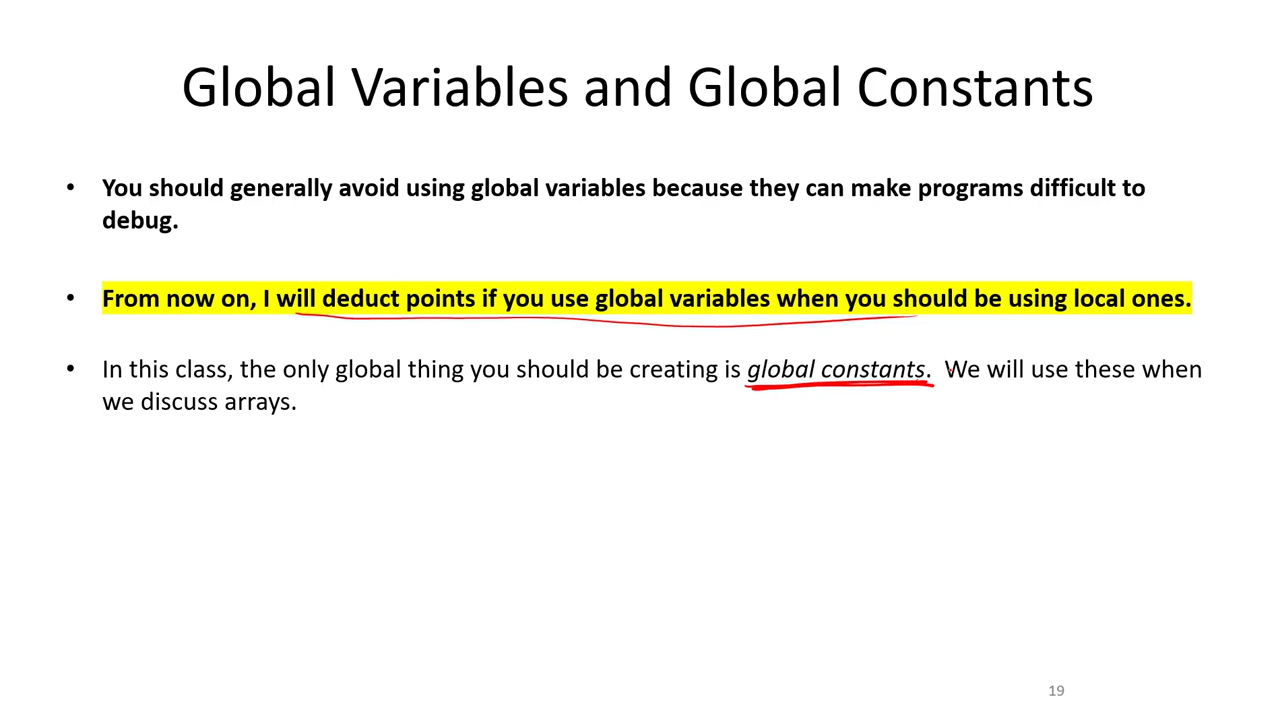 Global Variables and Global Constants
• You should generally avoid using global variables because they can make programs difficult to
debug.
• From now on, I will deduct points if you use global variables when you should be using local ones.
• In this class, the only global thing you should be creating is global constants. We will use these when
we discuss arrays.
19